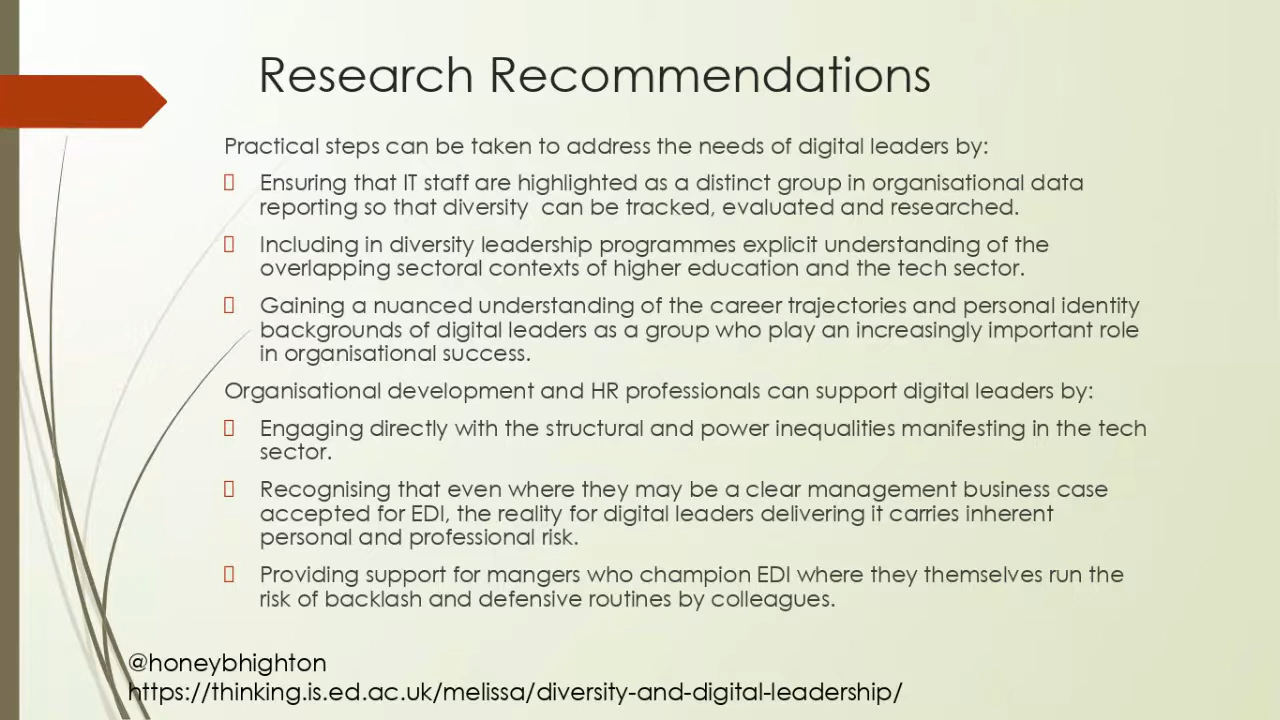 Research Recommendations
Practical steps can be taken to address the needs of digital leaders by:
Ensuring that IT staff are highlighted as a distinct group in organisational data
reporting so that diversity  can be tracked, evaluated and researched.
Including in diversity leadership programmes explicit understanding of the
overlapping sectoral contexts of higher education and the tech sector.
Gaining a nuanced understanding of the career trajectories and personal identity
backgrounds of digital leaders as a group who play an increasingly important role
in organisational success.
Organisational development and HR professionals can support digital leaders by:
Engaging directly with the structural and power inequalities manifesting in the tech
sector.
Recognising that even where they may be a clear management business case
accepted for EDI, the reality for digital leaders delivering it carries inherent
personal and professional risk.
Providing support for mangers who champion EDI where they themselves run the
risk of backlash and defensive routines by colleagues.
@honeybhighton
https://thinking.is.ed.ac.uk/melissa/diversity-and-digital-leadership/